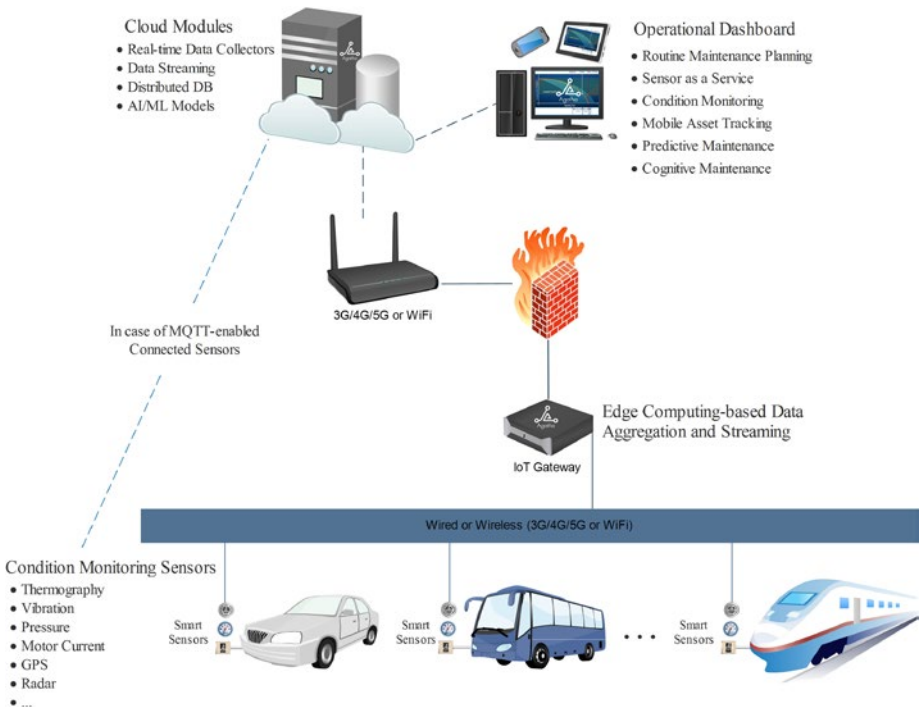 Cloud Modules
• Real-time Data Collectors
• Data Streaming
• Distributed DB
• AI/ML Models
Operational Dashboard
• Routine Maintenance Planning
• Sensor as a Service
• Condition Monitoring
• Mobile Asset Tracking
• Predictive Maintenance
• Cognitive Maintenance
3G/4G/5G or WiFi
In case of MQTT-enabled
Connected Sensors
Edge Computing-based Data
Aggregation and Streaming
IoT Gateway
Wired or Wireless (3G/4G/5G or WiFi)
Condition Monitoring Sensors
• Thermography
• Vibration
• Pressure
• Motor Current
• GPS
• Radar
• ...
Smart
Sensors
Smart
Sensors
• • •
Smart
Sensors